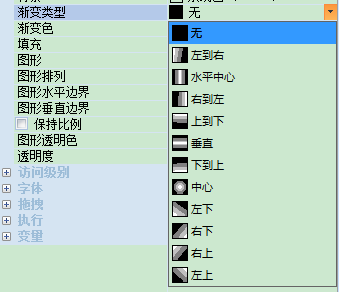 渐变类型 无
渐变色
填充
图形
图形排列
图形水平边界
图形垂直边界
保持比例
图形透明色
透明度
访问级别
字体
拖拽
执行
变量
无
左到右
水平中心
右到左
上到下
垂直
下到上
中心
左下
右下
右上
左上